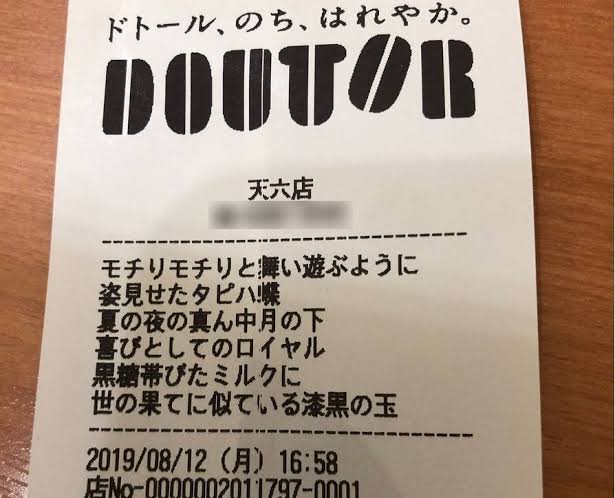 ドトール、のち、はれやか。
DOUTOR
天六店
モチりモチりと舞い遊ぶように
姿見せたタピハ蝶
夏の夜の真ん中月の下
喜びとしてのロイヤル
黒糖帯びたミルクに
世の果てに似ている漆黒の玉
2019/08/12 (月) 16:58
店No-0000002011797-0001